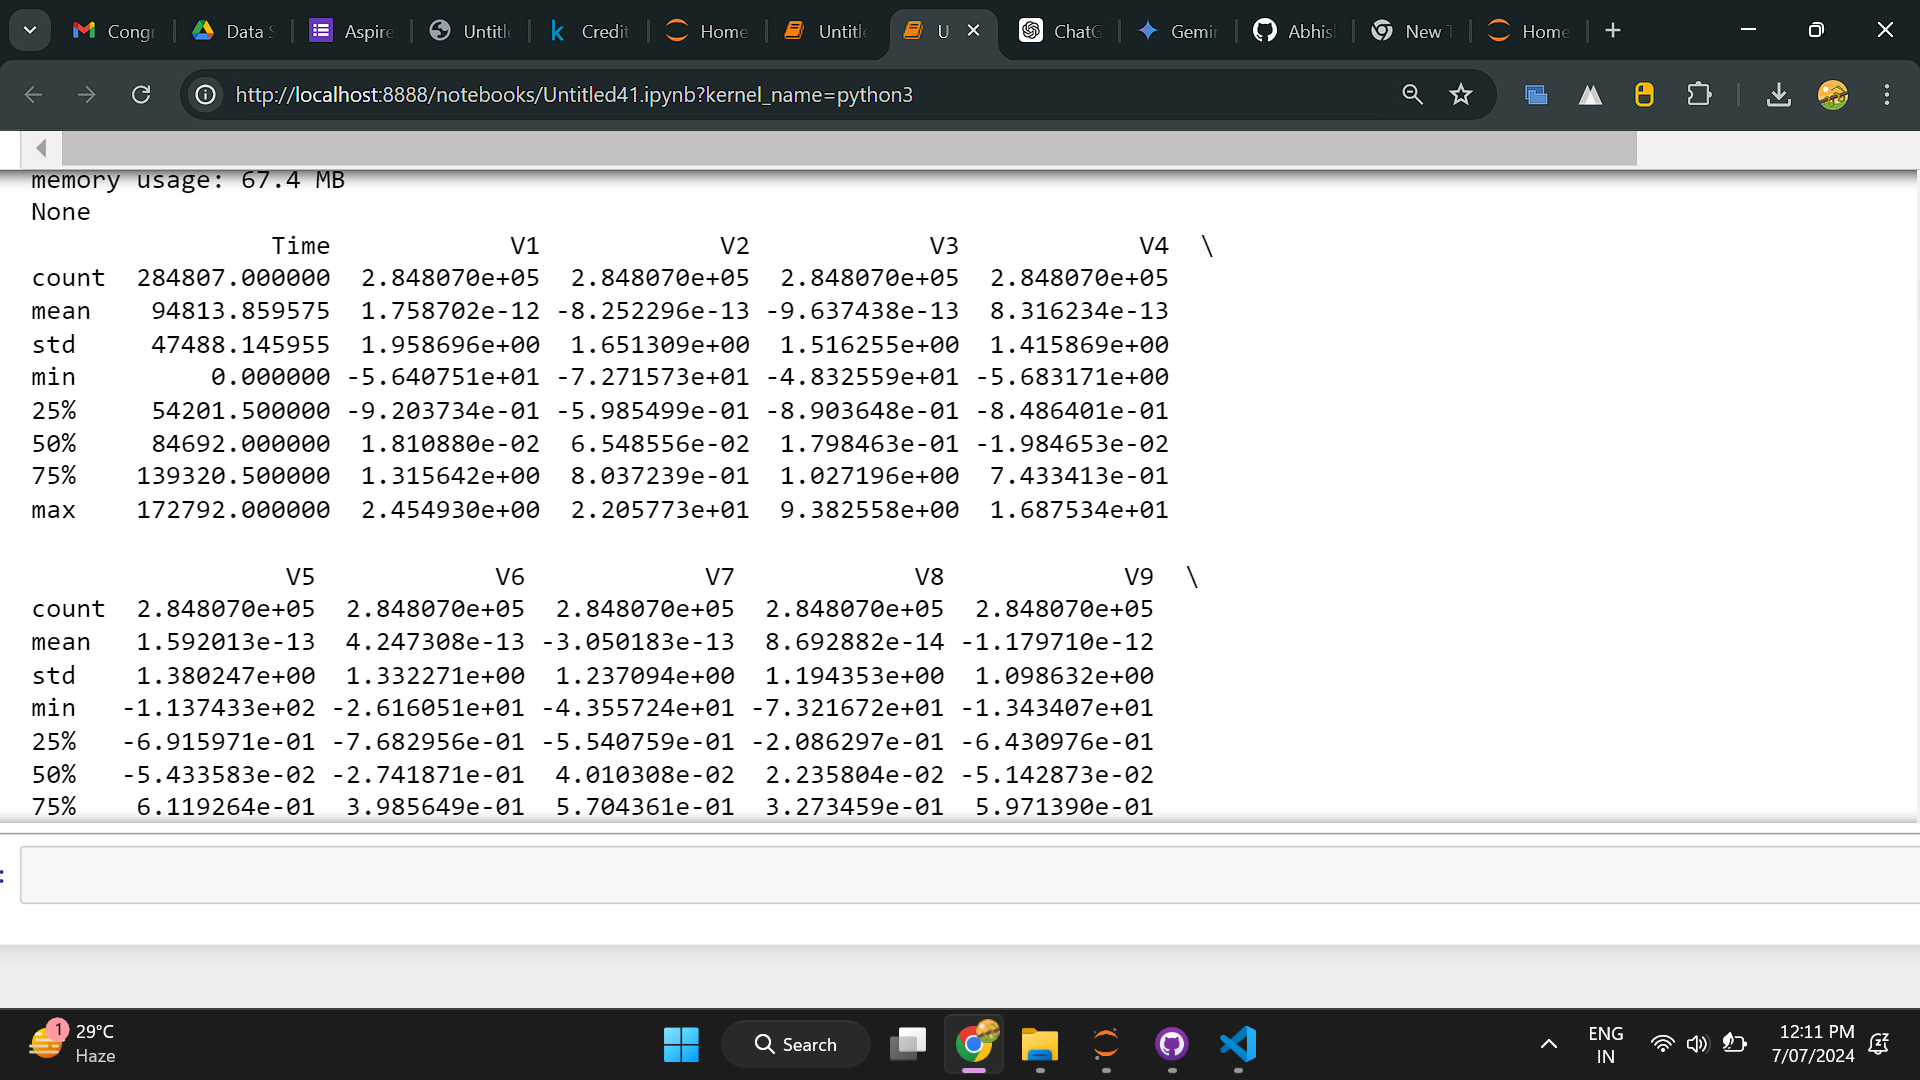 Congr
Data S
Aspire
Untitle
Credit
Home
Untitle
U
ChatG
Gemin
Abhish
New T
Home
http://localhost:8888/notebooks/Untitled41.ipynb?kernel_name=python3
memory usage: 67.4 MB
None
Time V1 V2 V3 V4 \
count 284807.000000 2.848070e+05 2.848070e+05 2.848070e+05 2.848070e+05
mean 94813.859575 1.758702e-12 -8.252296e-13 -9.637438e-13 8.316234e-13
std 47488.145955 1.958696e+00 1.651309e+00 1.516255e+00 1.415869e+00
min 0.000000 -5.640751e+01 -7.271573e+01 -4.832559e+01 -5.683171e+00
25% 54201.500000 -9.203734e-01 -5.985499e-01 -8.903648e-01 -8.486401e-01
50% 84692.000000 1.810880e-02 6.548556e-02 1.798463e-01 -1.984653e-02
75% 139320.500000 1.315642e+00 8.037239e-01 1.027196e+00 7.433413e-01
max 172792.000000 2.454930e+00 2.205773e+01 9.382558e+00 1.687534e+01
V5 V6 V7 V8 V9 \
count 2.848070e+05 2.848070e+05 2.848070e+05 2.848070e+05 2.848070e+05
mean 1.592013e-13 4.247308e-13 -3.050183e-13 8.692882e-14 -1.179710e-12
std 1.380247e+00 1.332271e+00 1.237094e+00 1.194353e+00 1.098632e+00
min -1.137433e+02 -2.616051e+01 -4.355724e+01 -7.321672e+01 -1.343407e+01
25% -6.915971e-01 -7.682956e-01 -5.540759e-01 -2.086297e-01 -6.430976e-01
50% -5.433583e-02 -2.741871e-01 4.010308e-02 2.235804e-02 -5.142873e-02
75% 6.119264e-01 3.985649e-01 5.704361e-01 3.273459e-01 5.971390e-01
:
1
29°C
Haze
Search
ENG
IN
12:11 PM
7/07/2024